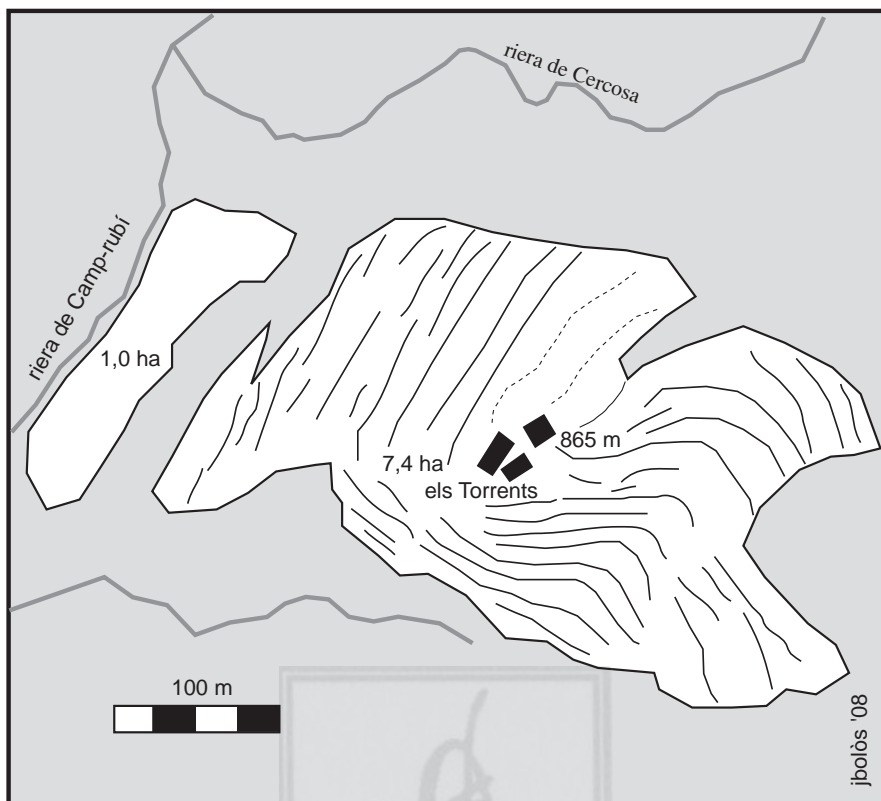 riera de Cercosa
riera de Camp-rubí
1,0 ha
865 m
7,4 ha
els Torrents
100 m
jbolòs '08